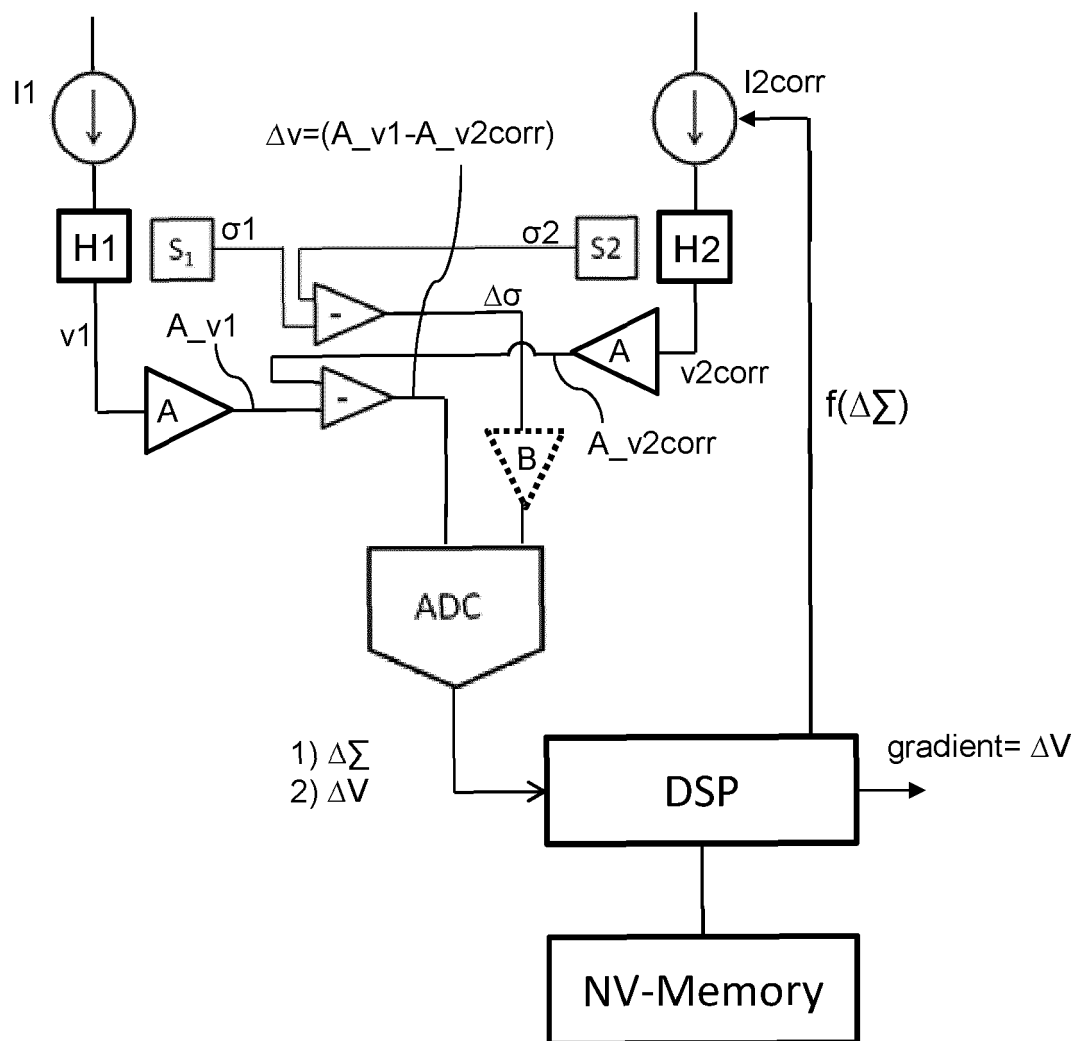 I1
I2corr
Δv=(A_v1-A_v2corr)
H1
S₁
σ1
σ2
S2
H2
-
Δσ
v1
A_v1
A
v2corr
A
-
A_v2corr
f(Δ∑)
B
ADC
1) Δ∑
2) ΔV
DSP
gradient= ΔV
NV-Memory